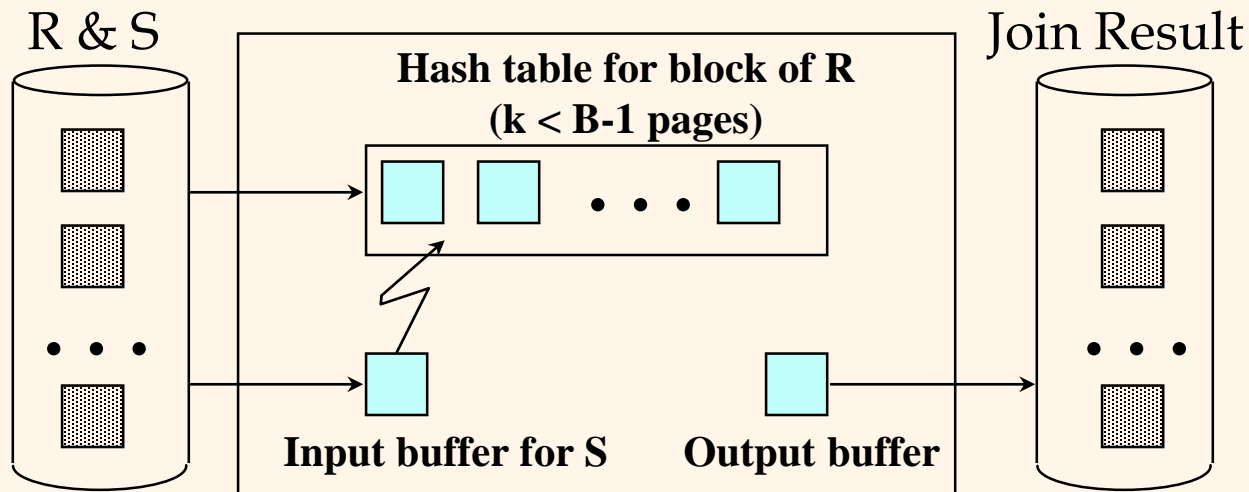 R & S
Join Result
Hash table for block of R
(k < B-1 pages)
• • •
• • •
• • •
Input buffer for S
Output buffer